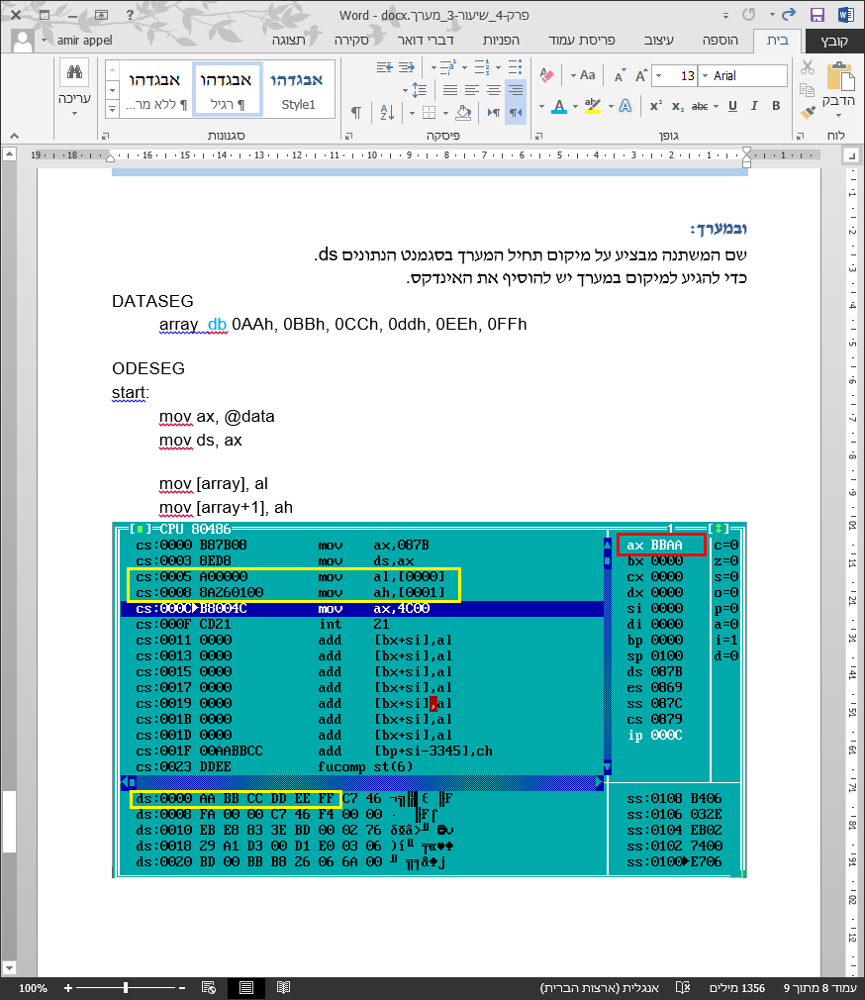 פרק-4_שיעור-3_מערך.docx - Word
amir appel
קובץ בית הוספה עיצוב פריסת עמוד הפניות דברי דואר סקירה תצוגה
הדבק
Arial 13 Aa
B I U abc x₂ x²
אבגדהו אבגדהו אבגדהו
Style1 ¶ רגיל ¶ ללא מר...
עריכה
לוח גופן פיסקה סגנונות
ובמערך:
שם המשתנה מבציע על מיקום תחיל המערך בסגמנט הנתונים ds.
כדי להגיע למיקום במערך יש להוסיף את האינדקס.
DATASEG
array db 0AAh, 0BBh, 0CCh, 0ddh, 0EEh, 0FFh
ODESEG
start:
mov ax, @data
mov ds, ax
mov [array], al
mov [array+1], ah
[■]=CPU 80486 1=[↕]
cs:0000 B87B08 mov ax,087B ax BBAA c=0
cs:0003 8ED8 mov ds,ax bx 0000 z=0
cs:0005 A00000 mov al,[0000] cx 0000 s=0
cs:0008 8A260100 mov ah,[0001] dx 0000 o=0
cs:000C►B8004C mov ax,4C00 si 0000 p=0
cs:000F CD21 int 21 di 0000 a=0
cs:0011 0000 add [bx+si],al bp 0000 i=1
cs:0013 0000 add [bx+si],al sp 0100 d=0
cs:0015 0000 add [bx+si],al ds 087B
cs:0017 0000 add [bx+si],al es 0869
cs:0019 0000 add [bx+si],al ss 087C
cs:001B 0000 add [bx+si],al cs 0879
cs:001D 0000 add [bx+si],al ip 000C
cs:001F 00AABBCC add [bp+si-3345],ch
cs:0023 DDEE fucomp st(6)
ds:0000 AA BB CC DD EE FF C7 46 ss:0108 B406
ds:0008 FA 00 00 C7 46 F4 00 00 ss:0106 032E
ds:0010 EB E8 83 3E BD 00 02 76 ss:0104 EB02
ds:0018 29 A1 D3 00 D1 E0 03 06 ss:0102 7400
ds:0020 BD 00 BB B8 26 06 6A 00 ss:0100►E706
עמוד 8 מתוך 9 1356 מילים אנגלית (ארצות הברית) 100%